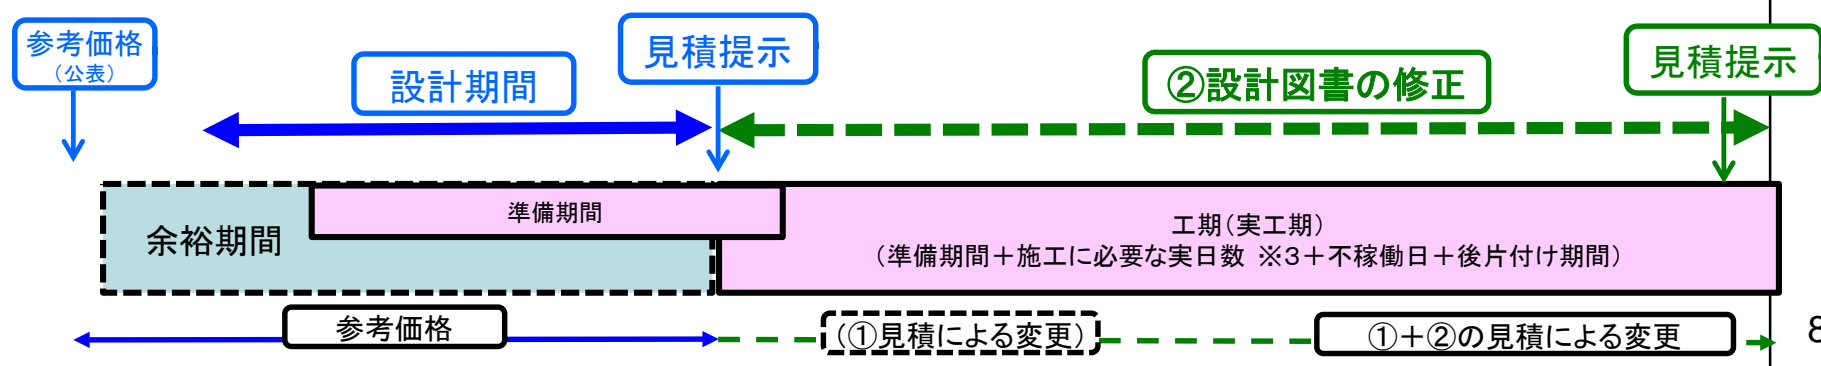 参考価格
（公表）
設計期間
見積提示
②設計図書の修正
見積提示
余裕期間
準備期間
工期（実工期）
（準備期間＋施工に必要な実日数 ※３＋不稼働日＋後片付け期間）
参考価格
（①見積による変更）
①＋②の見積による変更
8